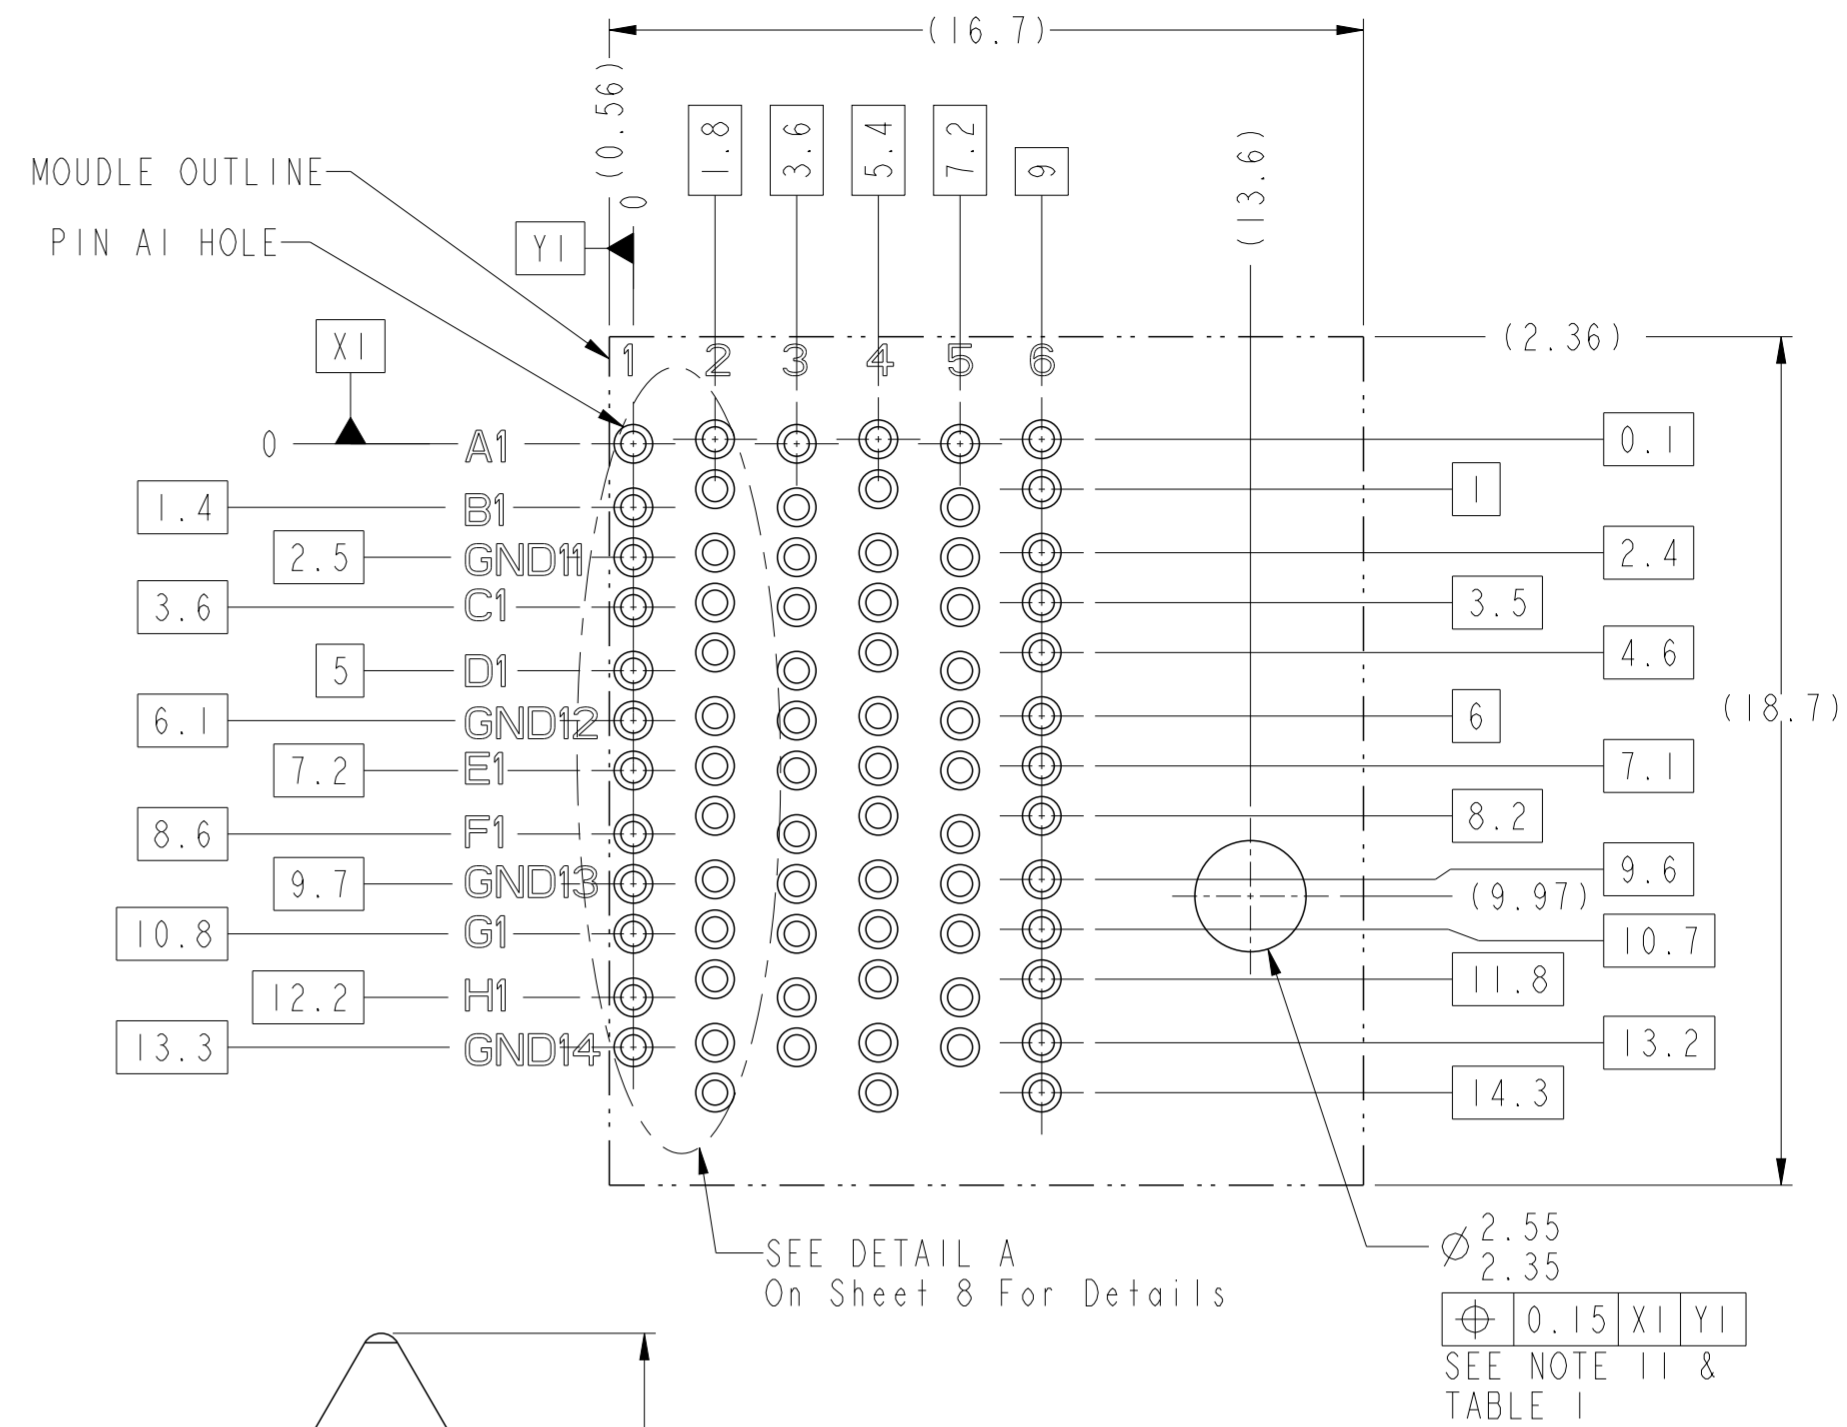 (16.7)
(0.56)
0
1.8
3.6
5.4
7.2
9
(13.6)
MOUDLE OUTLINE
PIN A1 HOLE
Y1
X1
(2.36)
1 2 3 4 5 6
0 A1
0.1
1
1.4 B1
2.5 GND11
2.4
3.6 C1
3.5
4.6
5 D1
6.1 GND12
6
(18.7)
7.2 E1
7.1
8.6 F1
8.2
9.7 GND13
9.6
(9.97)
10.8 G1
10.7
12.2 H1
11.8
13.3 GND14
13.2
14.3
SEE DETAIL A
On Sheet 8 For Details
⌀ 2.55
2.35
⌖ 0.15 X1 Y1
SEE NOTE 11 &
TABLE 1